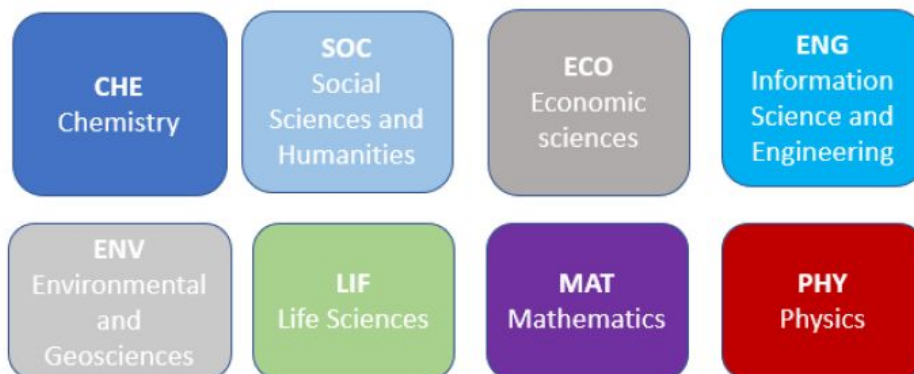 CHE
Chemistry
SOC
Social
Sciences and
Humanities
ECO
Economic
sciences
ENG
Information
Science and
Engineering
ENV
Environmental
and
Geosciences
LIF
Life Sciences
MAT
Mathematics
PHY
Physics